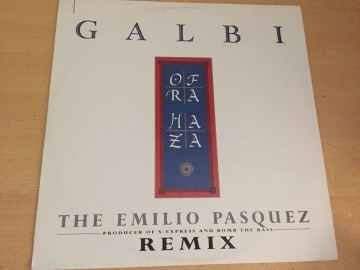 GALBI
OF
RA
HA
ZA
THE EMILIO PASQUEZ
PRODUCER OF S-EXPRESS AND BOMB THE BASS
REMIX